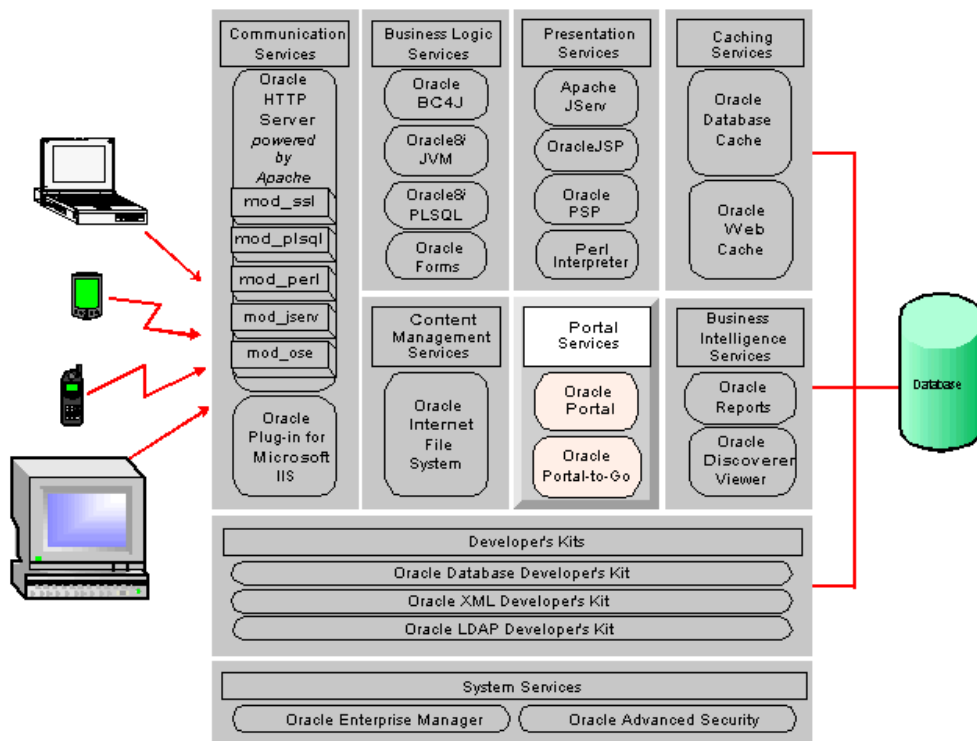 Communication
Services
Oracle
HTTP
Server
powered
by
Apache
mod_ssl
mod_plsql
mod_perl
mod_jserv
mod_ose
Oracle
Plug-in for
Microsoft
IIS
Business Logic
Services
Oracle
BC4J
Oracle8i
JVM
Oracle8i
PLSQL
Oracle
Forms
Presentation
Services
Apache
JServ
OracleJSP
Oracle
PSP
Perl
Interpreter
Caching
Services
Oracle
Database
Cache
Oracle
Web
Cache
Content
Management
Services
Oracle
Internet
File
System
Portal
Services
Oracle
Portal
Oracle
Portal-to-Go
Business
Intelligence
Services
Oracle
Reports
Oracle
Discoverer
Viewer
Database
Developer's Kits
Oracle Database Developer's Kit
Oracle XML Developer's Kit
Oracle LDAP Developer's Kit
System Services
Oracle Enterprise Manager
Oracle Advanced Security